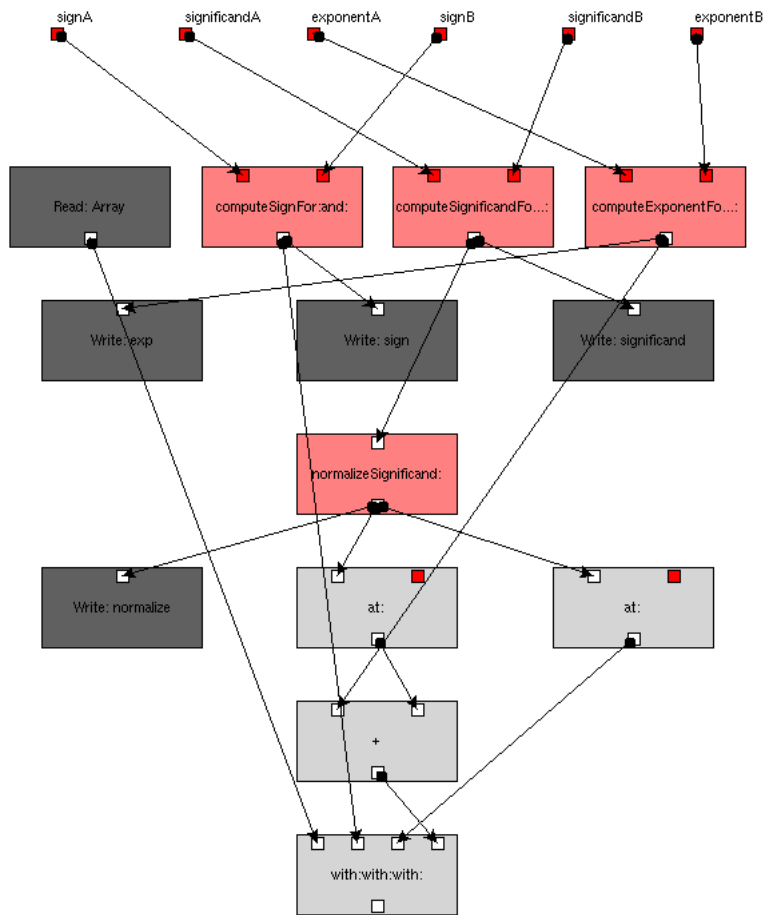 signA
significandA
exponentA
signB
significandB
exponentB
Read: Array
computeSignFor:and:
computeSignificandFo...:
computeExponentFo...:
Write: exp
Write: sign
Write: significand
normalizeSignificand:
Write: normalize
at:
at:
+
with:with:with: